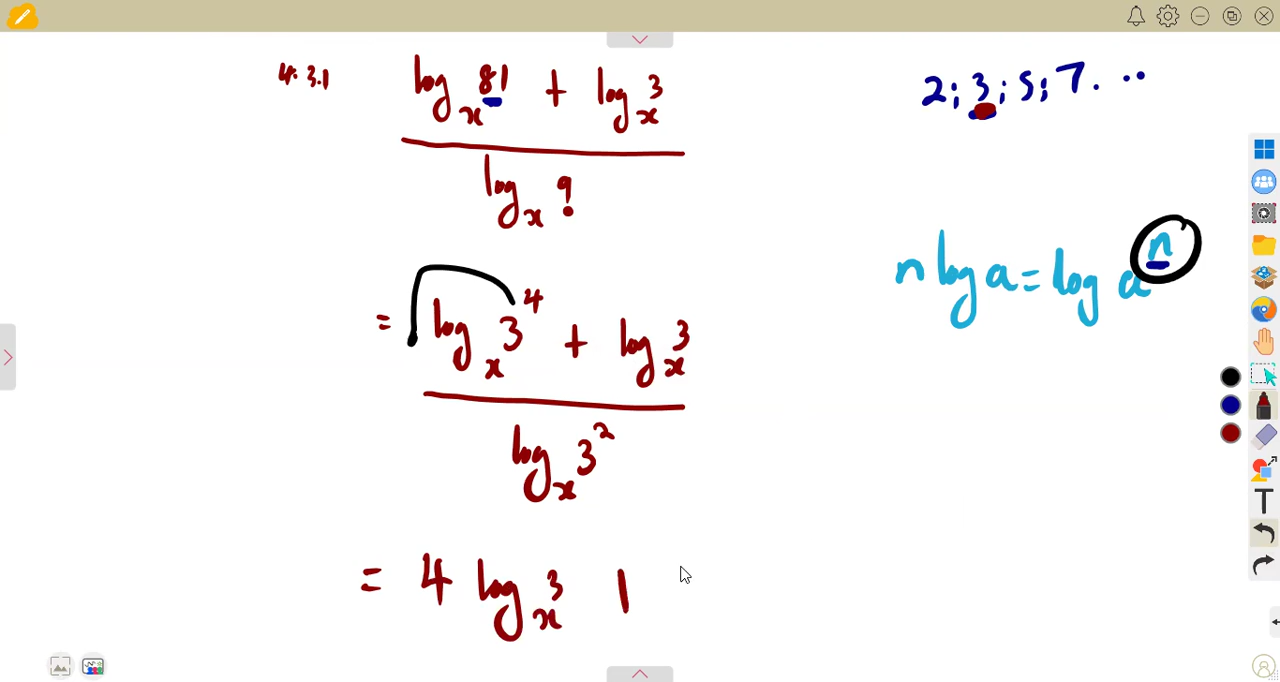 4.3.1 log_x 81 + log_x 3
log_x 9
2; 3; 5; 7. ..
n log a = log a^n
= log_x 3^4 + log_x 3
log_x 3^2
= 4 log_x 3 1
T